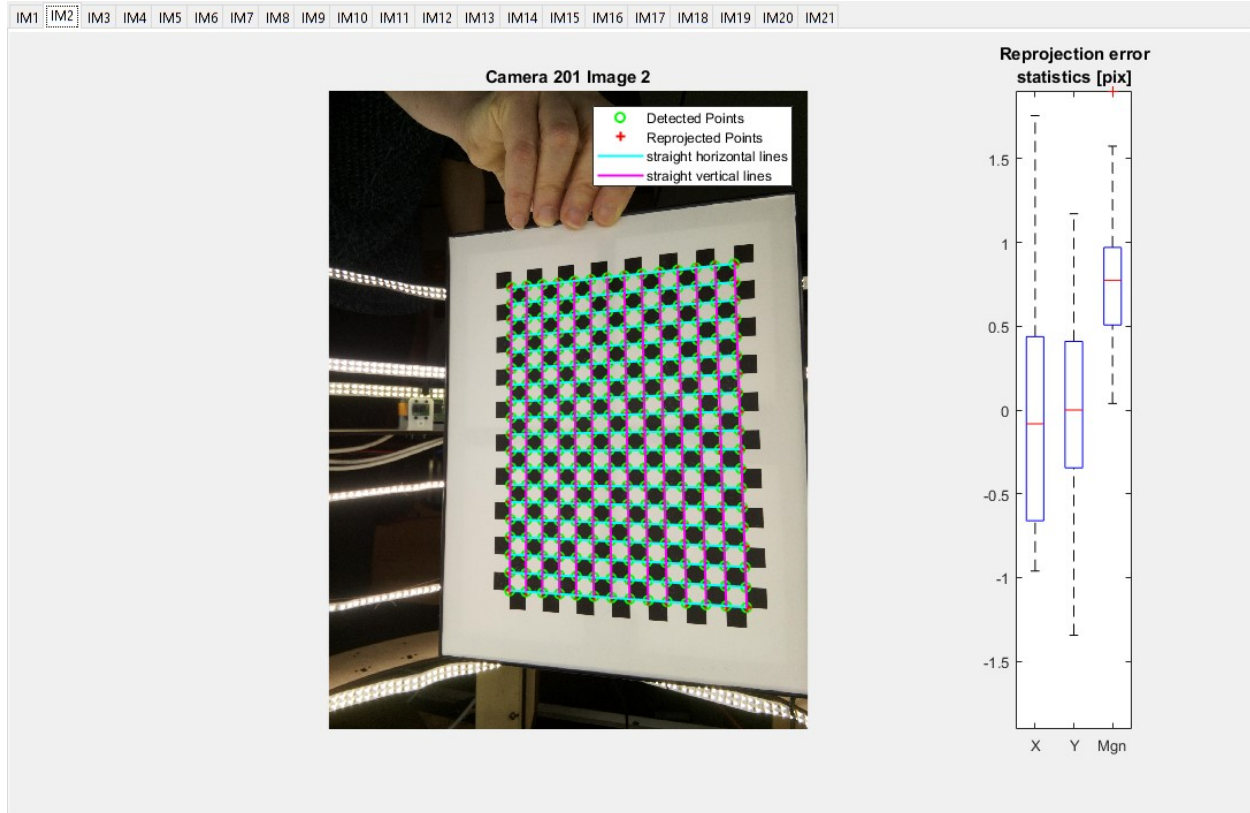 IM1 IM2 IM3 IM4 IM5 IM6 IM7 IM8 IM9 IM10 IM11 IM12 IM13 IM14 IM15 IM16 IM17 IM18 IM19 IM20 IM21
Camera 201 Image 2
Detected Points
Reprojected Points
straight horizontal lines
straight vertical lines
Reprojection error
statistics [pix]
1.5
1
0.5
0
-0.5
-1
-1.5
X Y Mgn